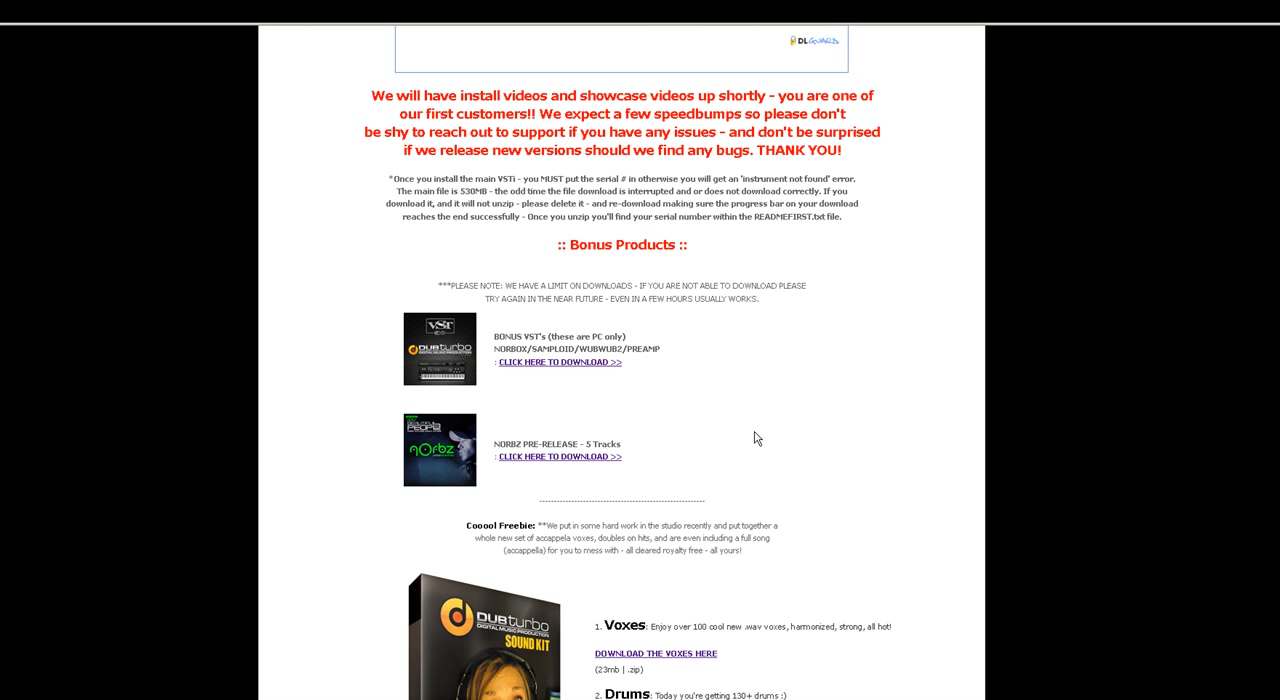 DLGUARD
We will have install videos and showcase videos up shortly - you are one of
our first customers!! We expect a few speedbumps so please don't
be shy to reach out to support if you have any issues - and don't be surprised
if we release new versions should we find any bugs. THANK YOU!
*Once you install the main VSTi - you MUST put the serial # in otherwise you will get an 'instrument not found' error.
The main file is 530MB - the odd time the file download is interrupted and or does not download correctly. If you
download it, and it will not unzip - please delete it - and re-download making sure the progress bar on your download
reaches the end successfully - Once you unzip you'll find your serial number within the READMEFIRST.txt file.
:: Bonus Products ::
***PLEASE NOTE: WE HAVE A LIMIT ON DOWNLOADS - IF YOU ARE NOT ABLE TO DOWNLOAD PLEASE
TRY AGAIN IN THE NEAR FUTURE - EVEN IN A FEW HOURS USUALLY WORKS.
VST
DUBTURBO
DIGITAL MUSIC PRODUCTION
BONUS VST's (these are PC only)
NORBOX/SAMPLOID/WUBWUB2/PREAMP
: CLICK HERE TO DOWNLOAD >>
BEAUTIFUL
PEOPLE
nOrbz
NORBZ PRE-RELEASE - 5 Tracks
: CLICK HERE TO DOWNLOAD >>
--------------------------------------------------------
Cooool Freebie: **We put in some hard work in the studio recently and put together a
whole new set of accappela voxes, doubles on hits, and are even including a full song
(accappella) for you to mess with - all cleared royalty free - all yours!
DUBTURBO
DIGITAL MUSIC PRODUCTION
SOUND KIT
1. Voxes: Enjoy over 100 cool new .wav voxes, harmonized, strong, all hot!
DOWNLOAD THE VOXES HERE
(23mb | .zip)
2. Drums: Today you're getting 130+ drums :)